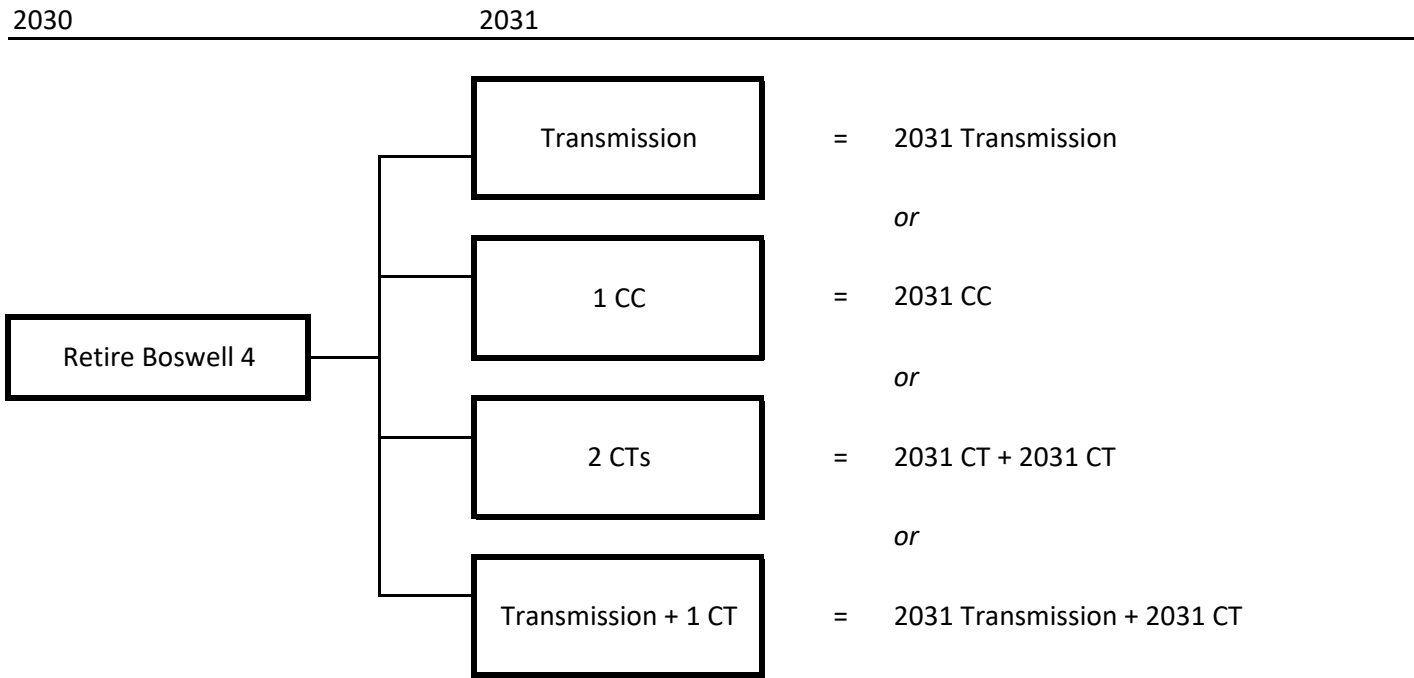 2030 2031
Transmission = 2031 Transmission
or
1 CC = 2031 CC
or
Retire Boswell 4
2 CTs = 2031 CT + 2031 CT
or
Transmission + 1 CT = 2031 Transmission + 2031 CT